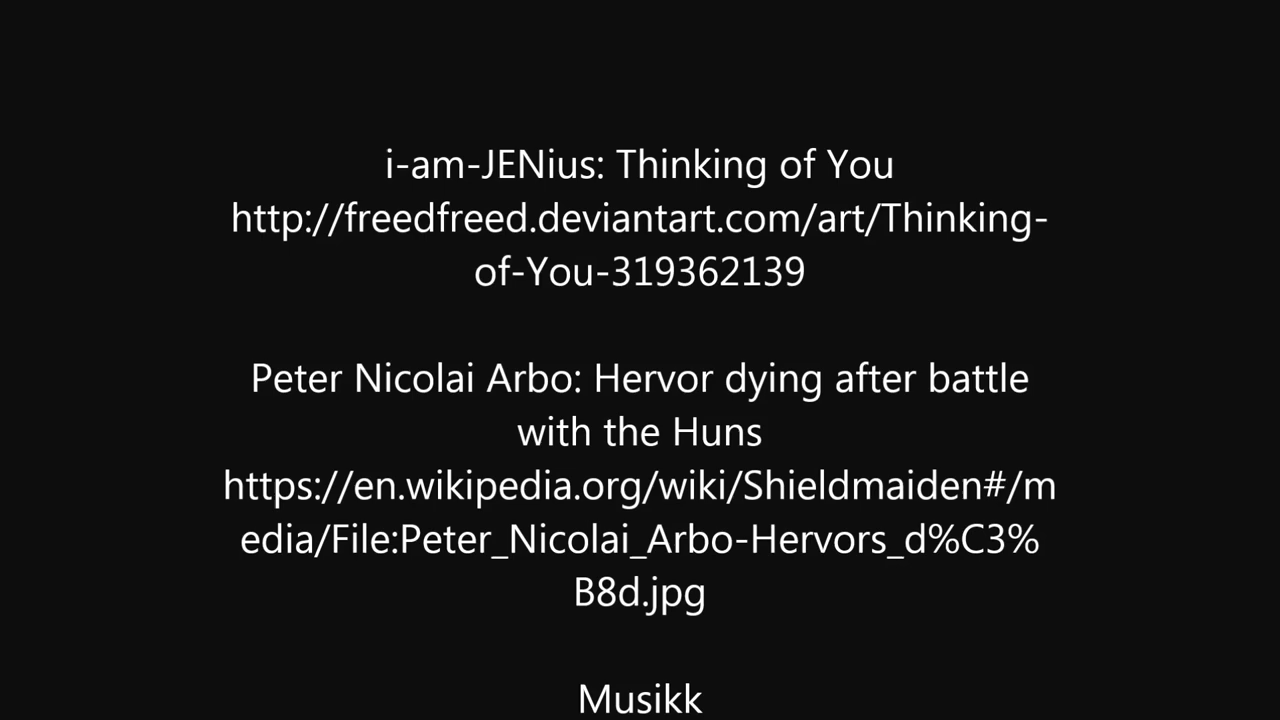 i-am-JENius: Thinking of You
http://freedfreed.deviantart.com/art/Thinking-
of-You-319362139
Peter Nicolai Arbo: Hervor dying after battle
with the Huns
https://en.wikipedia.org/wiki/Shieldmaiden#/m
edia/File:Peter_Nicolai_Arbo-Hervors_d%C3%
B8d.jpg
Musikk